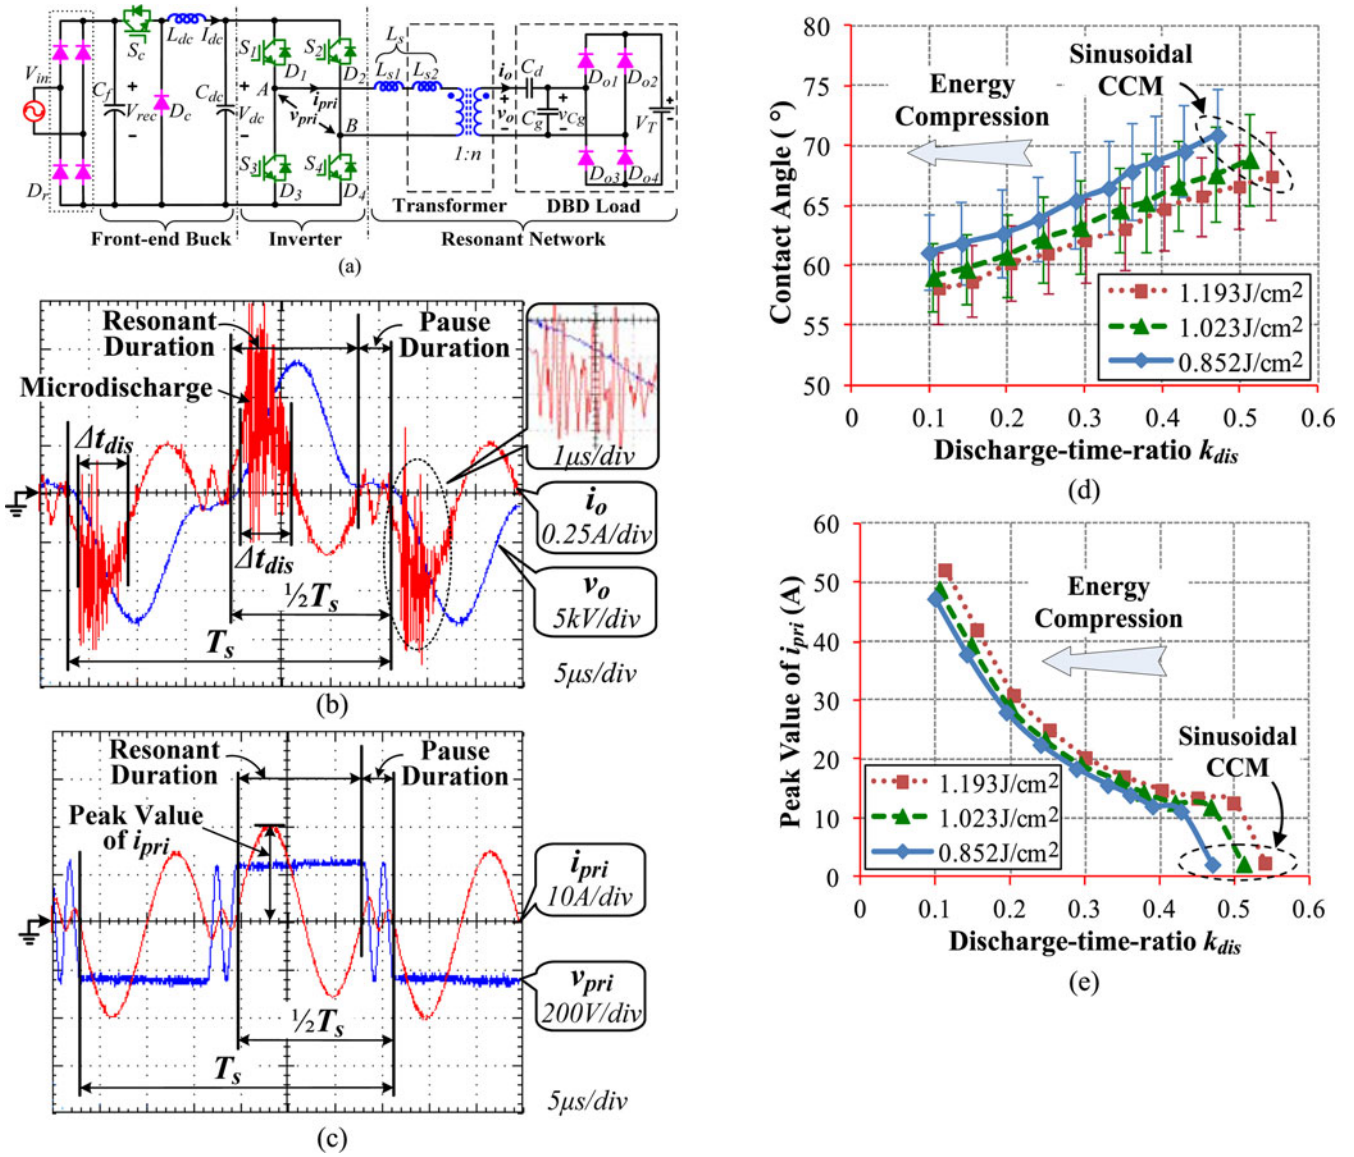 V_in
C_f
S_c
+
V_rec
−
L_dc
I_dc
D_c
C_dc
+
V_dc
−
D_r
S_1
D_1
S_2
D_2
A
i_pri
v_pri
B
S_3
D_3
S_4
D_4
L_s
L_s1
L_s2
1:n
i_o
+
v_o
−
C_d
C_g
+
v_Cg
−
D_o1
D_o2
D_o3
D_o4
V_T
+
−
Transformer
DBD Load
Front-end Buck
Inverter
Resonant Network
(a)
Resonant
Duration
Pause
Duration
Microdischarge
Δt_dis
Δt_dis
½T_s
T_s
1μs/div
i_o
0.25A/div
v_o
5kV/div
5μs/div
(b)
Resonant
Duration
Pause
Duration
Peak Value
of i_pri
½T_s
T_s
i_pri
10A/div
v_pri
200V/div
5μs/div
(c)
Contact Angle ( °)
80
75
70
65
60
55
50
Energy
Compression
Sinusoidal
CCM
1.193J/cm²
1.023J/cm²
0.852J/cm²
0 0.1 0.2 0.3 0.4 0.5 0.6
Discharge-time-ratio k_dis
(d)
Peak Value of i_pri (A)
60
50
40
30
20
10
0
Energy
Compression
Sinusoidal
CCM
1.193J/cm²
1.023J/cm²
0.852J/cm²
0 0.1 0.2 0.3 0.4 0.5 0.6
Discharge-time-ratio k_dis
(e)